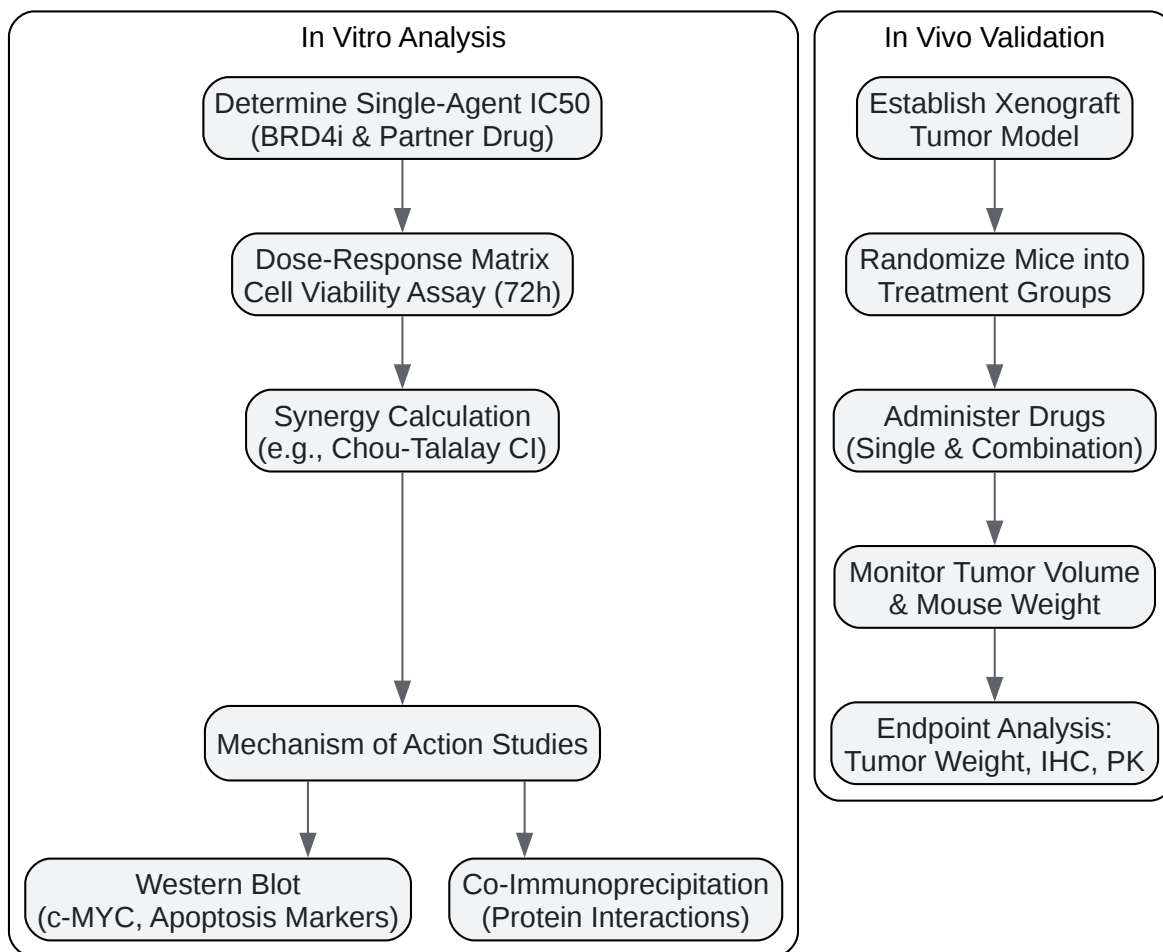 In Vitro Analysis
Determine Single-Agent IC50
(BRD4i & Partner Drug)
Dose-Response Matrix
Cell Viability Assay (72h)
Synergy Calculation
(e.g., Chou-Talalay CI)
Mechanism of Action Studies
Western Blot
(c-MYC, Apoptosis Markers)
Co-Immunoprecipitation
(Protein Interactions)
In Vivo Validation
Establish Xenograft
Tumor Model
Randomize Mice into
Treatment Groups
Administer Drugs
(Single & Combination)
Monitor Tumor Volume
& Mouse Weight
Endpoint Analysis:
Tumor Weight, IHC, PK